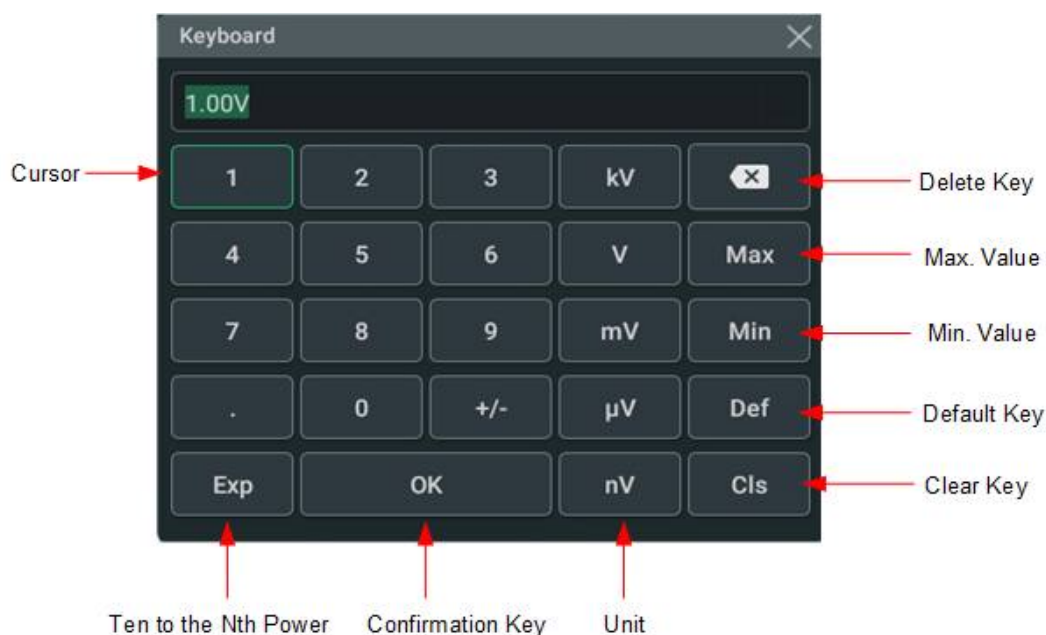 Keyboard
1.00V
Cursor
1 2 3 kV
Delete Key
4 5 6 V Max
Max. Value
7 8 9 mV Min
Min. Value
. 0 +/- µV Def
Default Key
Exp OK nV Cls
Clear Key
Ten to the Nth Power Confirmation Key Unit